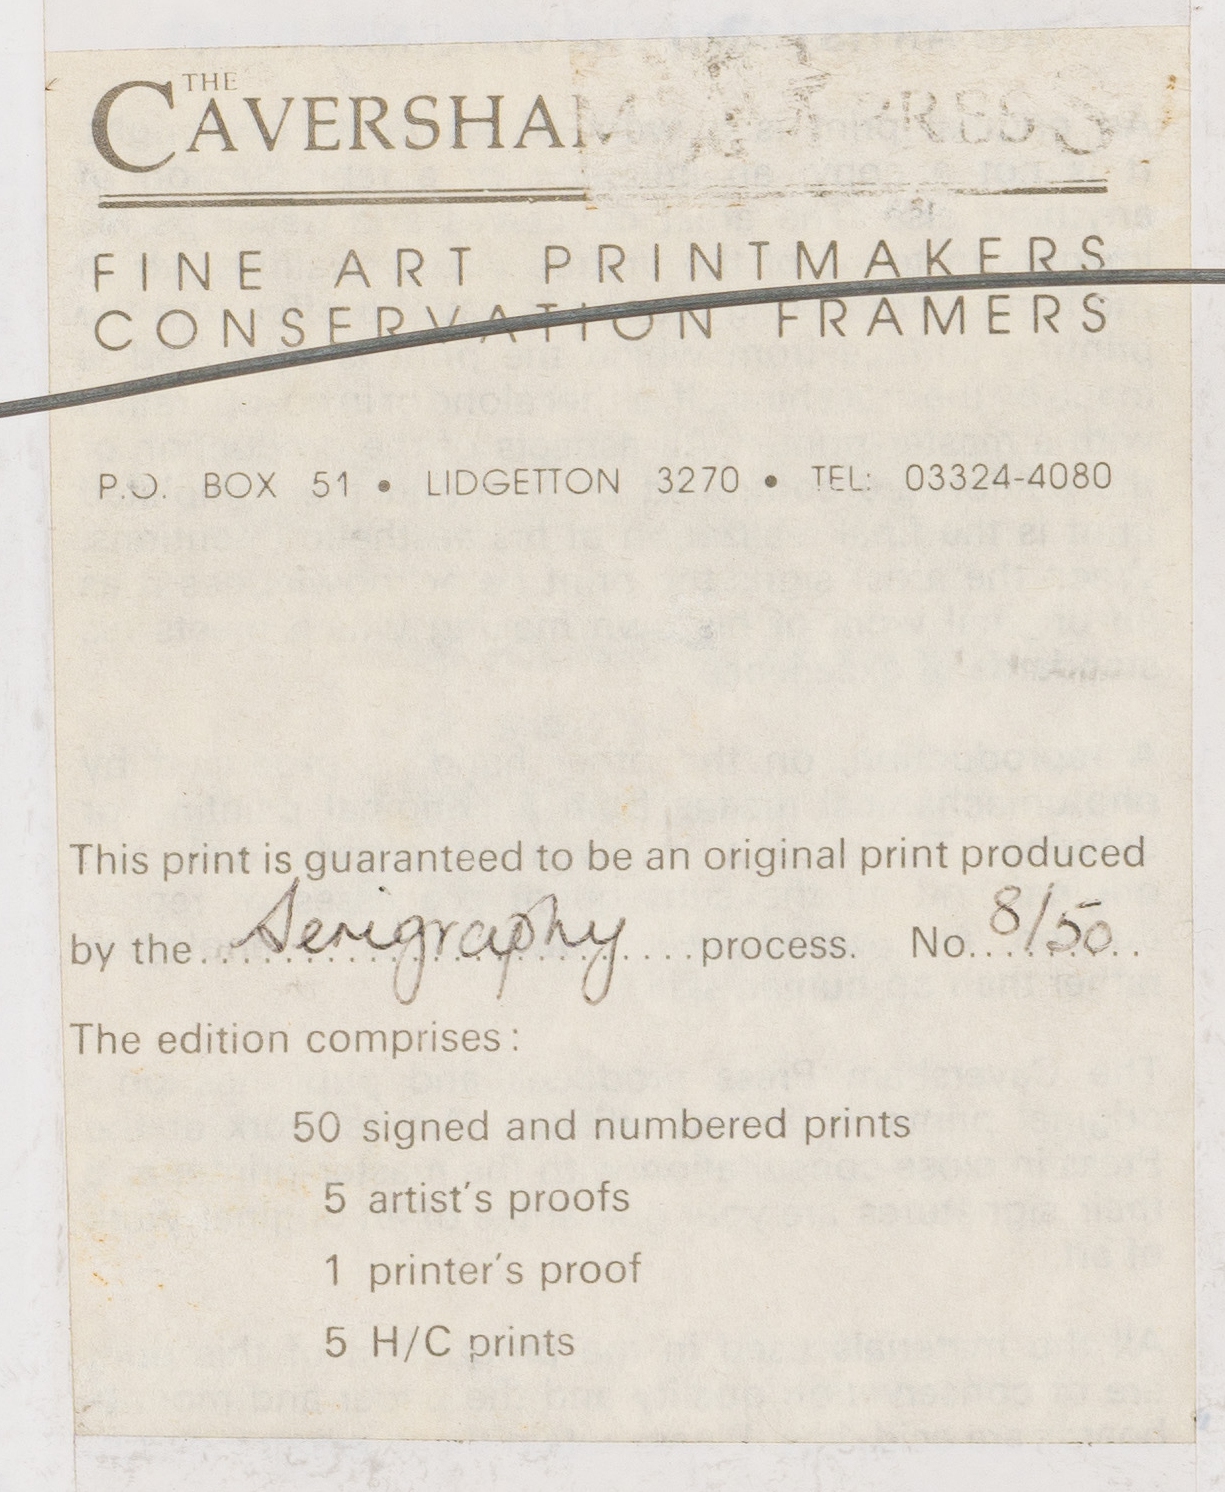 THE
CAVERSHAM PRESS
FINE ART PRINTMAKERS
CONSERVATION FRAMERS
P.O. BOX 51 • LIDGETTON 3270 • TEL: 03324-4080
This print is guaranteed to be an original print produced
by the......Serigraphy......process. No...8/50...
The edition comprises:
50 signed and numbered prints
5 artist's proofs
1 printer's proof
5 H/C prints